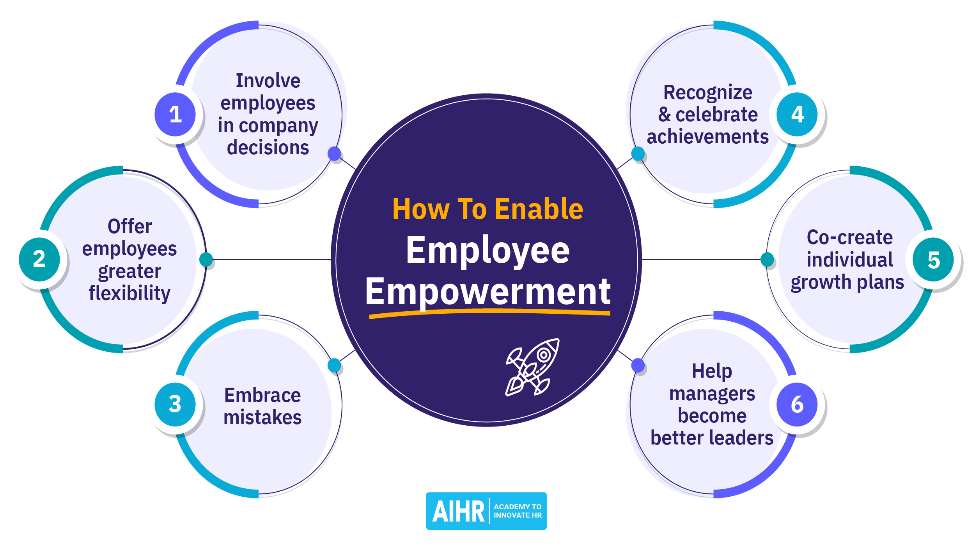 How To Enable
Employee
Empowerment
1
Involve
employees
in company
decisions
2
Offer
employees
greater
flexibility
3
Embrace
mistakes
4
Recognize
& celebrate
achievements
5
Co-create
individual
growth plans
6
Help
managers
become
better leaders
AIHR
ACADEMY TO
INNOVATE HR